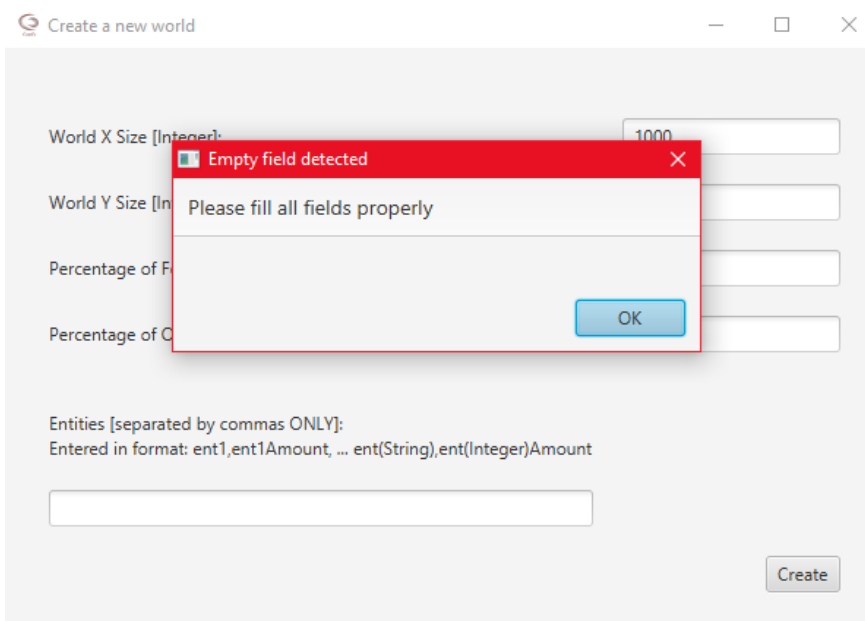 Create a new world
World X Size [Integer]:
1000
Empty field detected
World Y Size [In
Please fill all fields properly
Percentage of F
OK
Percentage of O
Entities [separated by commas ONLY]:
Entered in format: ent1,ent1Amount, ... ent(String),ent(Integer)Amount
Create